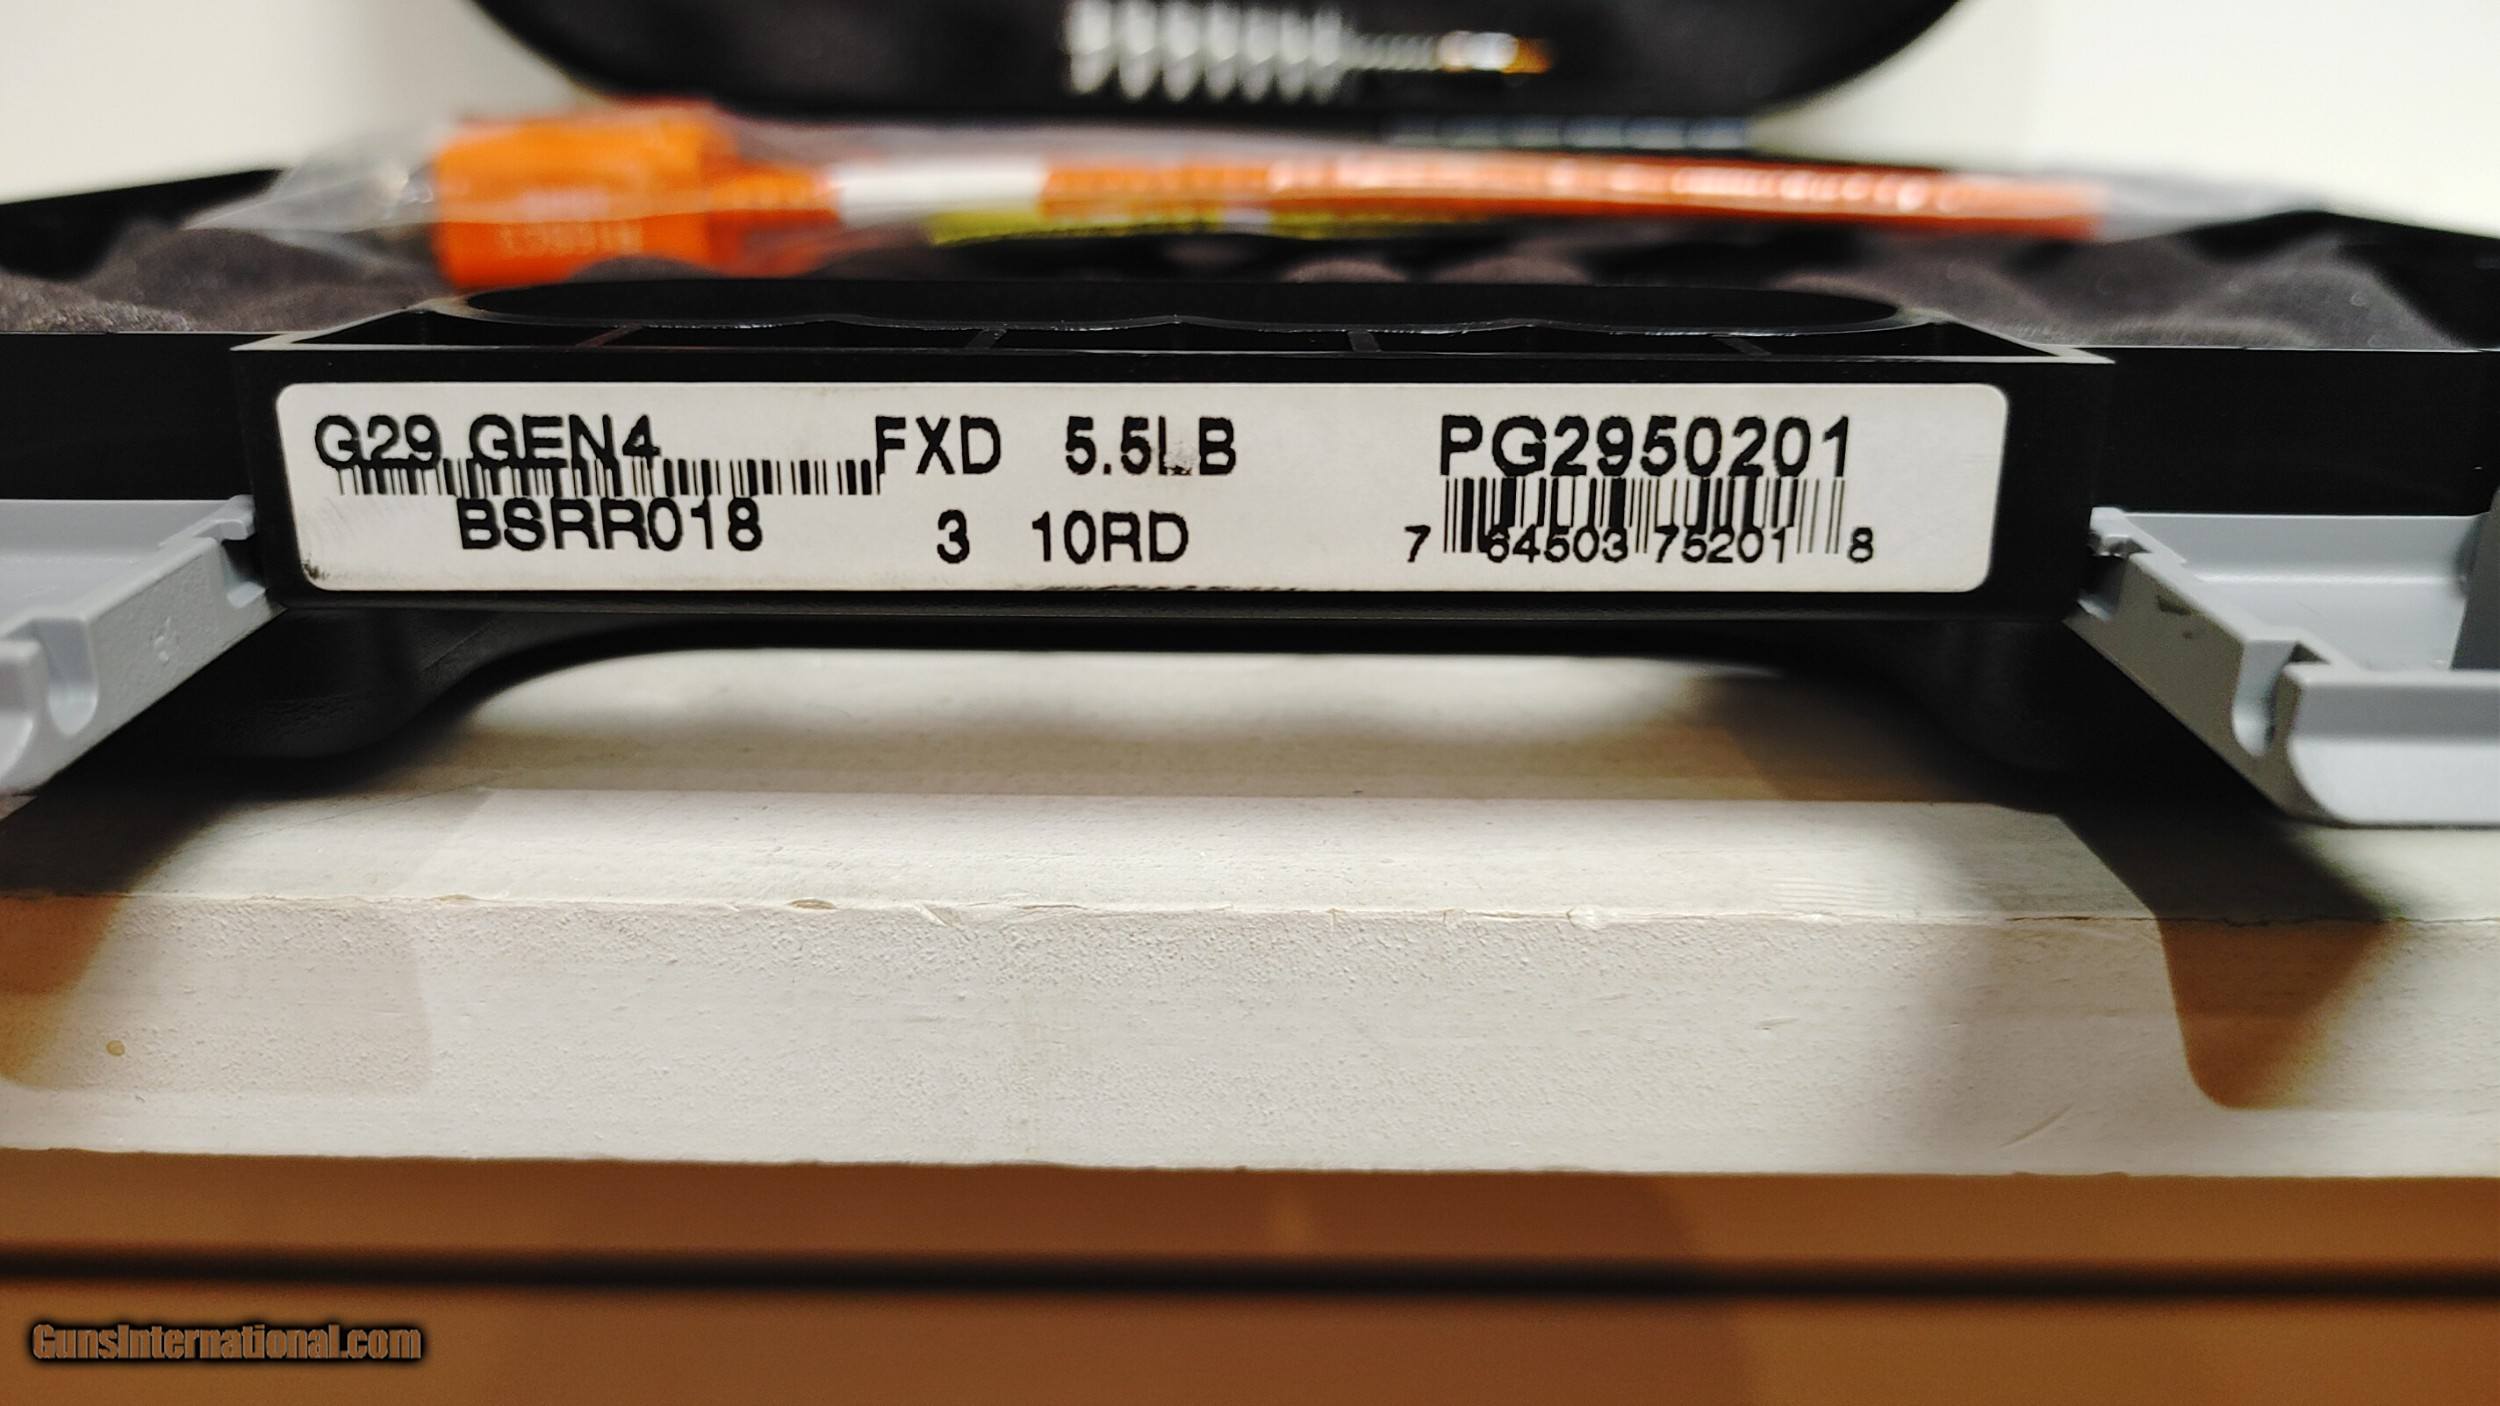 G29 GEN4 FXD 5.5LB PG2950201
BSRR018 3 10RD 7 64503 75201 8
GunsInternational.com